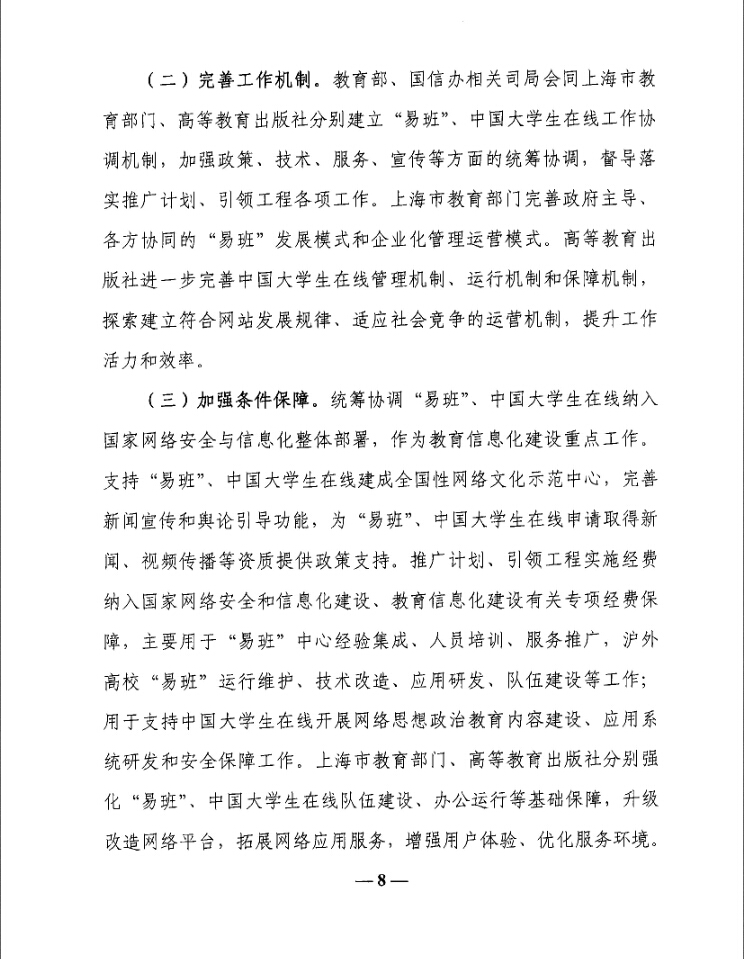 （二）完善工作机制。教育部、国信办相关司局会同上海市教
育部门、高等教育出版社分别建立“易班”、中国大学生在线工作协
调机制，加强政策、技术、服务、宣传等方面的统筹协调，督导落
实推广计划、引领工程各项工作。上海市教育部门完善政府主导、
各方协同的“易班”发展模式和企业化管理运营模式。高等教育出
版社进一步完善中国大学生在线管理机制、运行机制和保障机制，
探索建立符合网站发展规律、适应社会竞争的运营机制，提升工作
活力和效率。
（三）加强条件保障。统筹协调“易班”、中国大学生在线纳入
国家网络安全与信息化整体部署，作为教育信息化建设重点工作。
支持“易班”、中国大学生在线建成全国性网络文化示范中心，完善
新闻宣传和舆论引导功能，为“易班”、中国大学生在线申请取得新
闻、视频传播等资质提供政策支持。推广计划、引领工程实施经费
纳入国家网络安全和信息化建设、教育信息化建设有关专项经费保
障，主要用于“易班”中心经验集成、人员培训、服务推广，沪外
高校“易班”运行维护、技术改造、应用研发、队伍建设等工作；
用于支持中国大学生在线开展网络思想政治教育内容建设、应用系
统研发和安全保障工作。上海市教育部门、高等教育出版社分别强
化“易班”、中国大学生在线队伍建设、办公运行等基础保障，升级
改造网络平台，拓展网络应用服务，增强用户体验、优化服务环境。
— 8 —